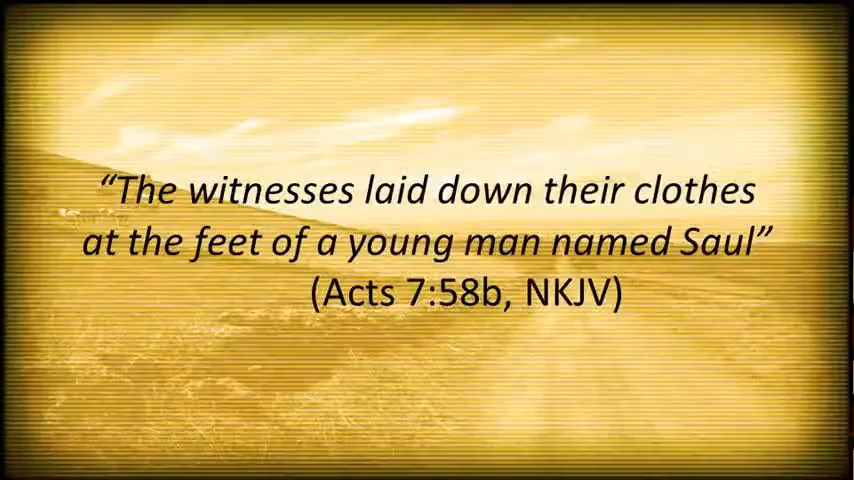 “The witnesses laid down their clothes
at the feet of a young man named Saul”
(Acts 7:58b, NKJV)